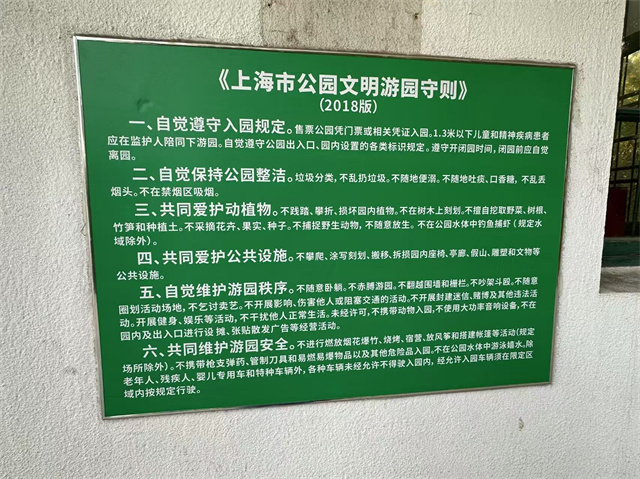 《上海市公园文明游园守则》
(2018版)
一、自觉遵守入园规定。售票公园凭门票或相关凭证入园。1.3米以下儿童和精神疾病患者
应在监护人陪同下游园。自觉遵守公园出入口、园内设置的各类标识规定。遵守开闭园时间，闭园前应自觉
离园。
二、自觉保持公园整洁。垃圾分类，不乱扔垃圾。不随地便溺。不随地吐痰、口香糖，不乱丢
烟头。不在禁烟区吸烟。
三、共同爱护动植物。不践踏、攀折、损坏园内植物。不在树木上刻划。不擅自挖取野菜、树根、
竹笋和种植土。不采摘花卉、果实、种子。不捕捉野生动物，不随意放生。不在公园水体中钓鱼捕虾（规定水
域除外）。
四、共同爱护公共设施。不攀爬、涂写刻划、搬移、拆损园内座椅、亭廊、假山、雕塑和文物等
公共设施。
五、自觉维护游园秩序。不随意卧躺。不赤膊游园。不翻越围墙和栅栏。不吵架斗殴。不随意
圈划活动场地，不乞讨卖艺。不开展影响、伤害他人或阻塞交通的活动。不开展封建迷信、赌博及其他违法活
动。开展健身、娱乐等活动，不干扰他人正常生活。未经许可，不携带动物入园，不使用大功率音响设备，不在
园内及出入口进行设摊、张贴散发广告等经营活动。
六、共同维护游园安全。不进行燃放烟花爆竹、烧烤、宿营、放风筝和搭建帐篷等活动（规定
场所除外）。不携带枪支弹药、管制刀具和易燃易爆物品以及其他危险品入园。不在公园水体中游泳嬉水。除
老年人、残疾人、婴儿专用车和特种车辆外，各种车辆未经允许不得驶入园内，经允许入园车辆须在限定区
域内按规定行驶。